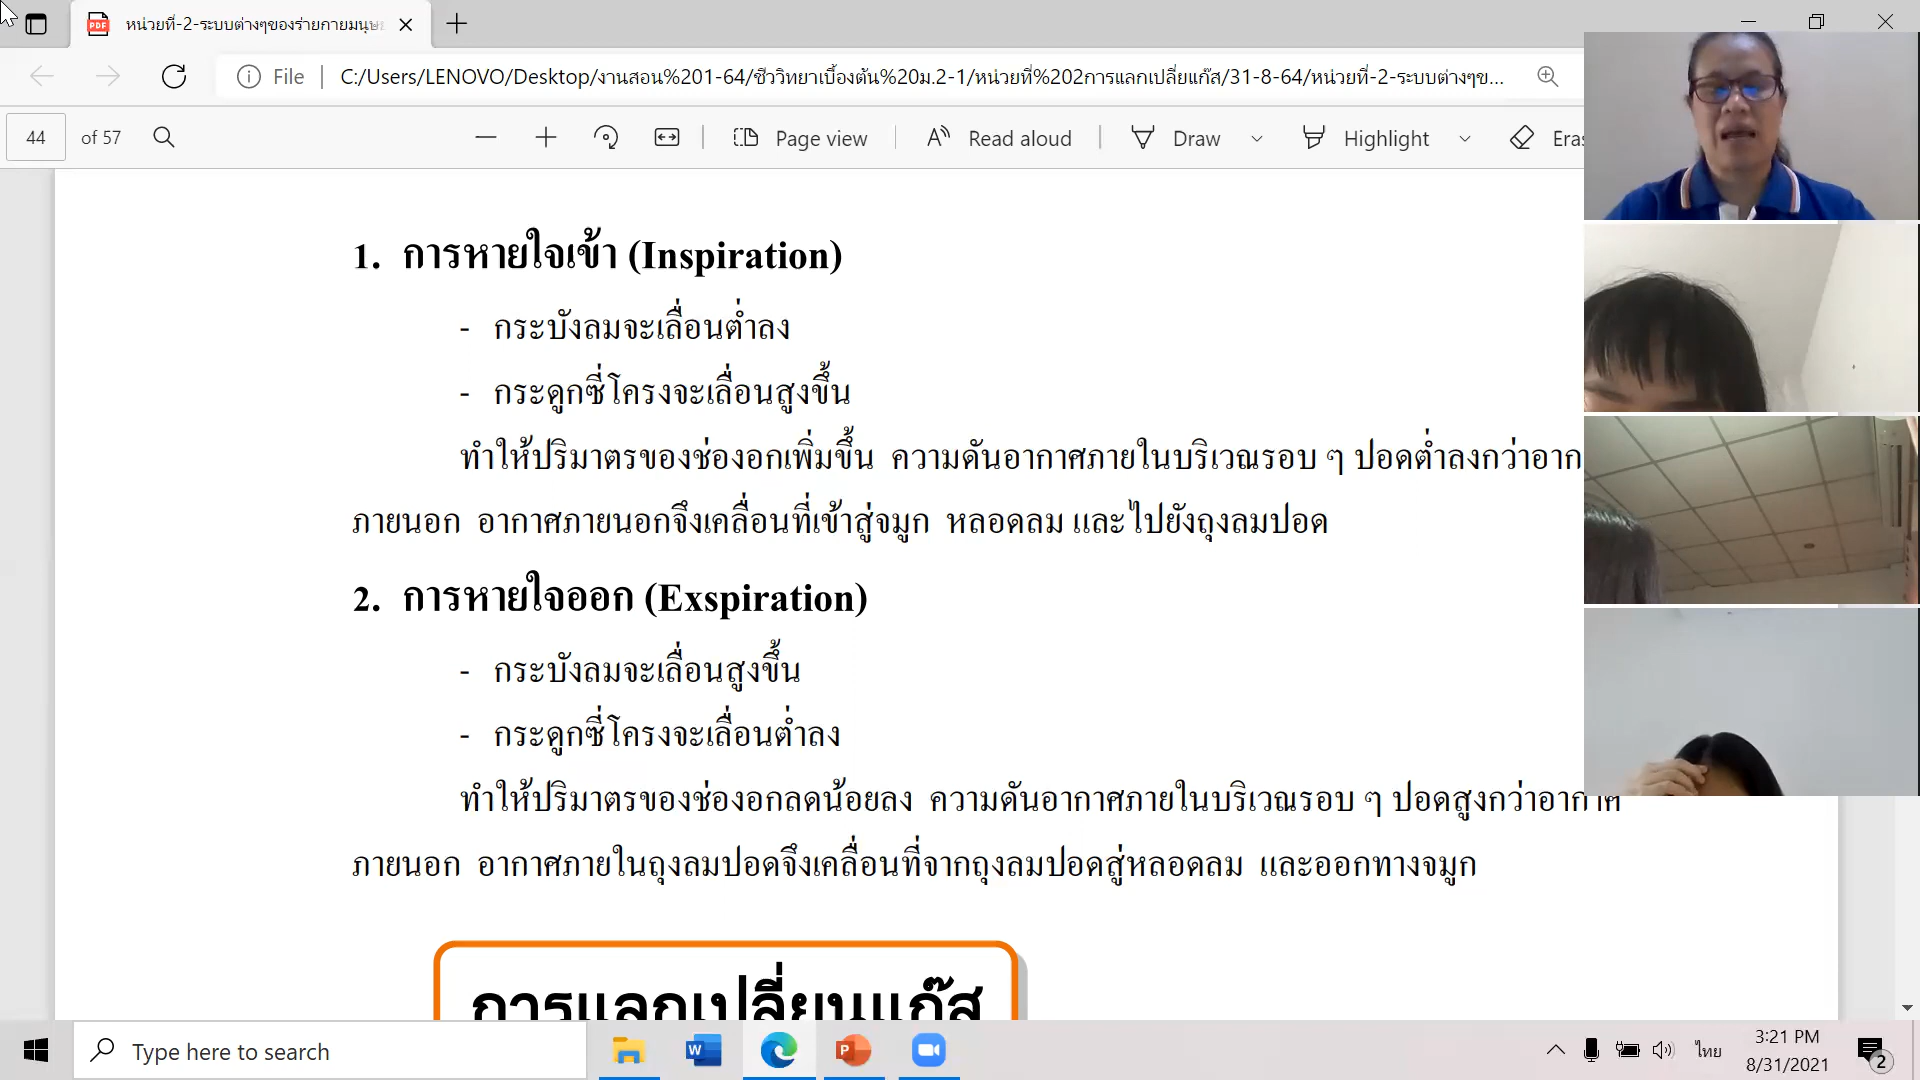 หน่วยที่-2-ระบบต่างๆของร่ายกายมนุษ
File
C:/Users/LENOVO/Desktop/งานสอน%201-64/ชีววิทยาเบื้องต้น%20ม.2-1/หน่วยที่%202การแลกเปลี่ยแก๊ส/31-8-64/หน่วยที่-2-ระบบต่างๆข...
44 of 57 Page view Read aloud Draw Highlight Eras
1. การหายใจเข้า (Inspiration)
- กระบังลมจะเลื่อนต่ำลง
- กระดูกซี่โครงจะเลื่อนสูงขึ้น
ทำให้ปริมาตรของช่องอกเพิ่มขึ้น ความดันอากาศภายในบริเวณรอบ ๆ ปอดต่ำลงกว่าอาก
ภายนอก อากาศภายนอกจึงเคลื่อนที่เข้าสู่จมูก หลอดลม และไปยังถุงลมปอด
2. การหายใจออก (Exspiration)
- กระบังลมจะเลื่อนสูงขึ้น
- กระดูกซี่โครงจะเลื่อนต่ำลง
ทำให้ปริมาตรของช่องอกลดน้อยลง ความดันอากาศภายในบริเวณรอบ ๆ ปอดสูงกว่าอากาศ
ภายนอก อากาศภายในถุงลมปอดจึงเคลื่อนที่จากถุงลมปอดสู่หลอดลม และออกทางจมูก
การแลกเปลี่ยนแก๊ส
Type here to search
ไทย
3:21 PM
8/31/2021
2